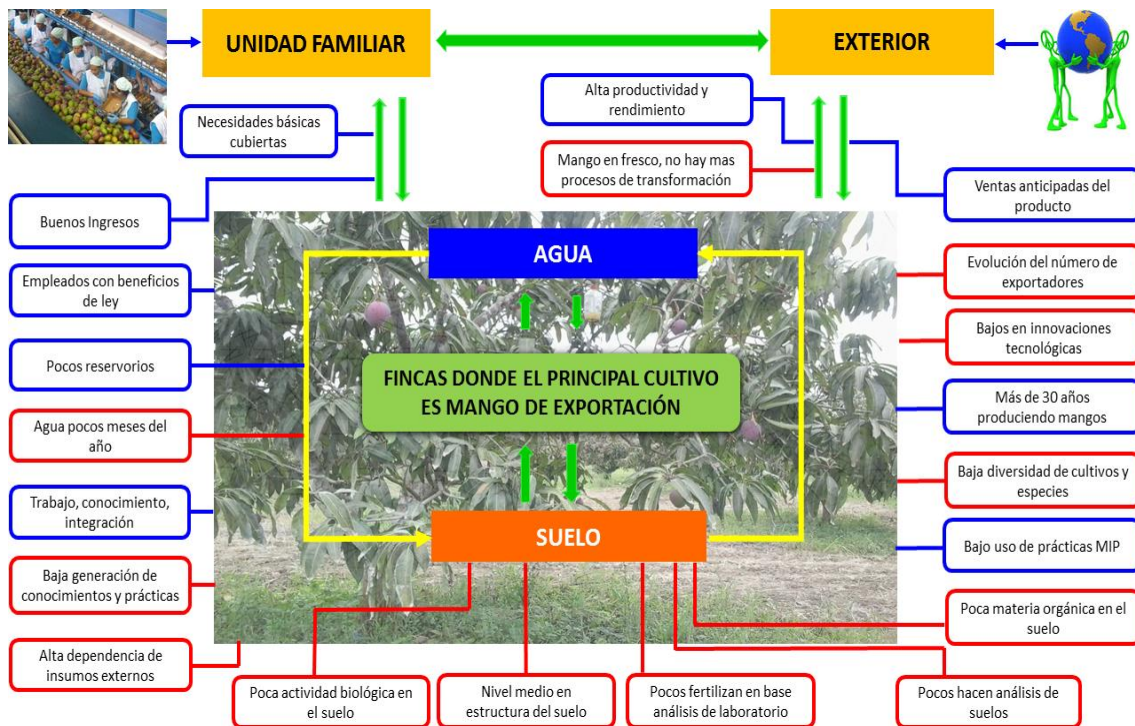 UNIDAD FAMILIAR
EXTERIOR
Necesidades básicas
cubiertas
Alta productividad y
rendimiento
Mango en fresco, no hay mas
procesos de transformación
Buenos Ingresos
Ventas anticipadas del
producto
AGUA
Empleados con beneficios
de ley
Evolución del número de
exportadores
Bajos en innovaciones
tecnológicas
Pocos reservorios
FINCAS DONDE EL PRINCIPAL CULTIVO
ES MANGO DE EXPORTACIÓN
Más de 30 años
produciendo mangos
Agua pocos meses del
año
Baja diversidad de cultivos y
especies
Trabajo, conocimiento,
integración
SUELO
Bajo uso de prácticas MIP
Baja generación de
conocimientos y prácticas
Poca materia orgánica en el
suelo
Alta dependencia de
insumos externos
Poca actividad biológica en
el suelo
Nivel medio en
estructura del suelo
Pocos fertilizan en base
análisis de laboratorio
Pocos hacen análisis de
suelos